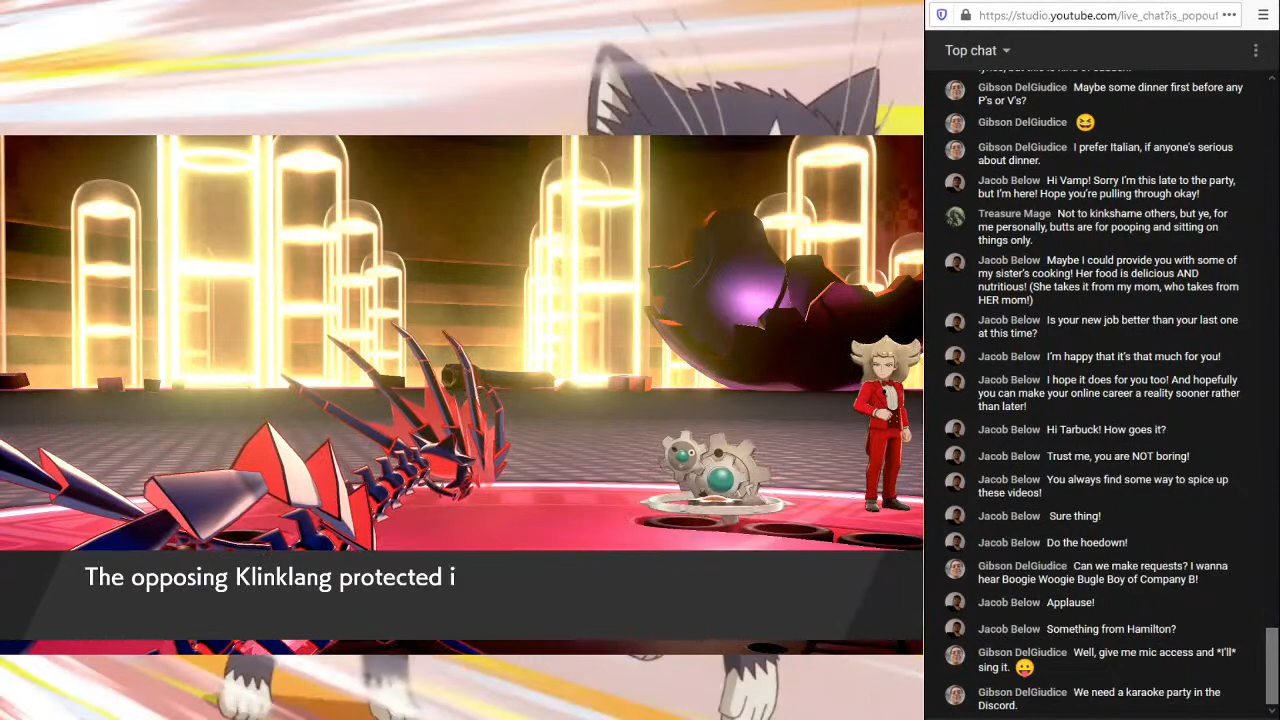 https://studio.youtube.com/live_chat?is_popout
Top chat
Gibson DelGiudice Maybe some dinner first before any
P's or V's?
Gibson DelGiudice 😆
Gibson DelGiudice I prefer Italian, if anyone's serious
about dinner.
Jacob Below Hi Vamp! Sorry I'm this late to the party,
but I'm here! Hope you're pulling through okay!
Treasure Mage Not to kinkshame others, but ye, for
me personally, butts are for pooping and sitting on
things only.
Jacob Below Maybe I could provide you with some of
my sister's cooking! Her food is delicious AND
nutritious! (She takes it from my mom, who takes from
HER mom!)
Jacob Below Is your new job better than your last one
at this time?
Jacob Below I'm happy that it's that much for you!
Jacob Below I hope it does for you too! And hopefully
you can make your online career a reality sooner rather
than later!
Jacob Below Hi Tarbuck! How goes it?
Jacob Below Trust me, you are NOT boring!
Jacob Below You always find some way to spice up
these videos!
Jacob Below Sure thing!
Jacob Below Do the hoedown!
Gibson DelGiudice Can we make requests? I wanna
hear Boogie Woogie Bugle Boy of Company B!
Jacob Below Applause!
Jacob Below Something from Hamilton?
Gibson DelGiudice Well, give me mic access and *I'll*
sing it. 😛
Gibson DelGiudice We need a karaoke party in the
Discord.
The opposing Klinklang protected i